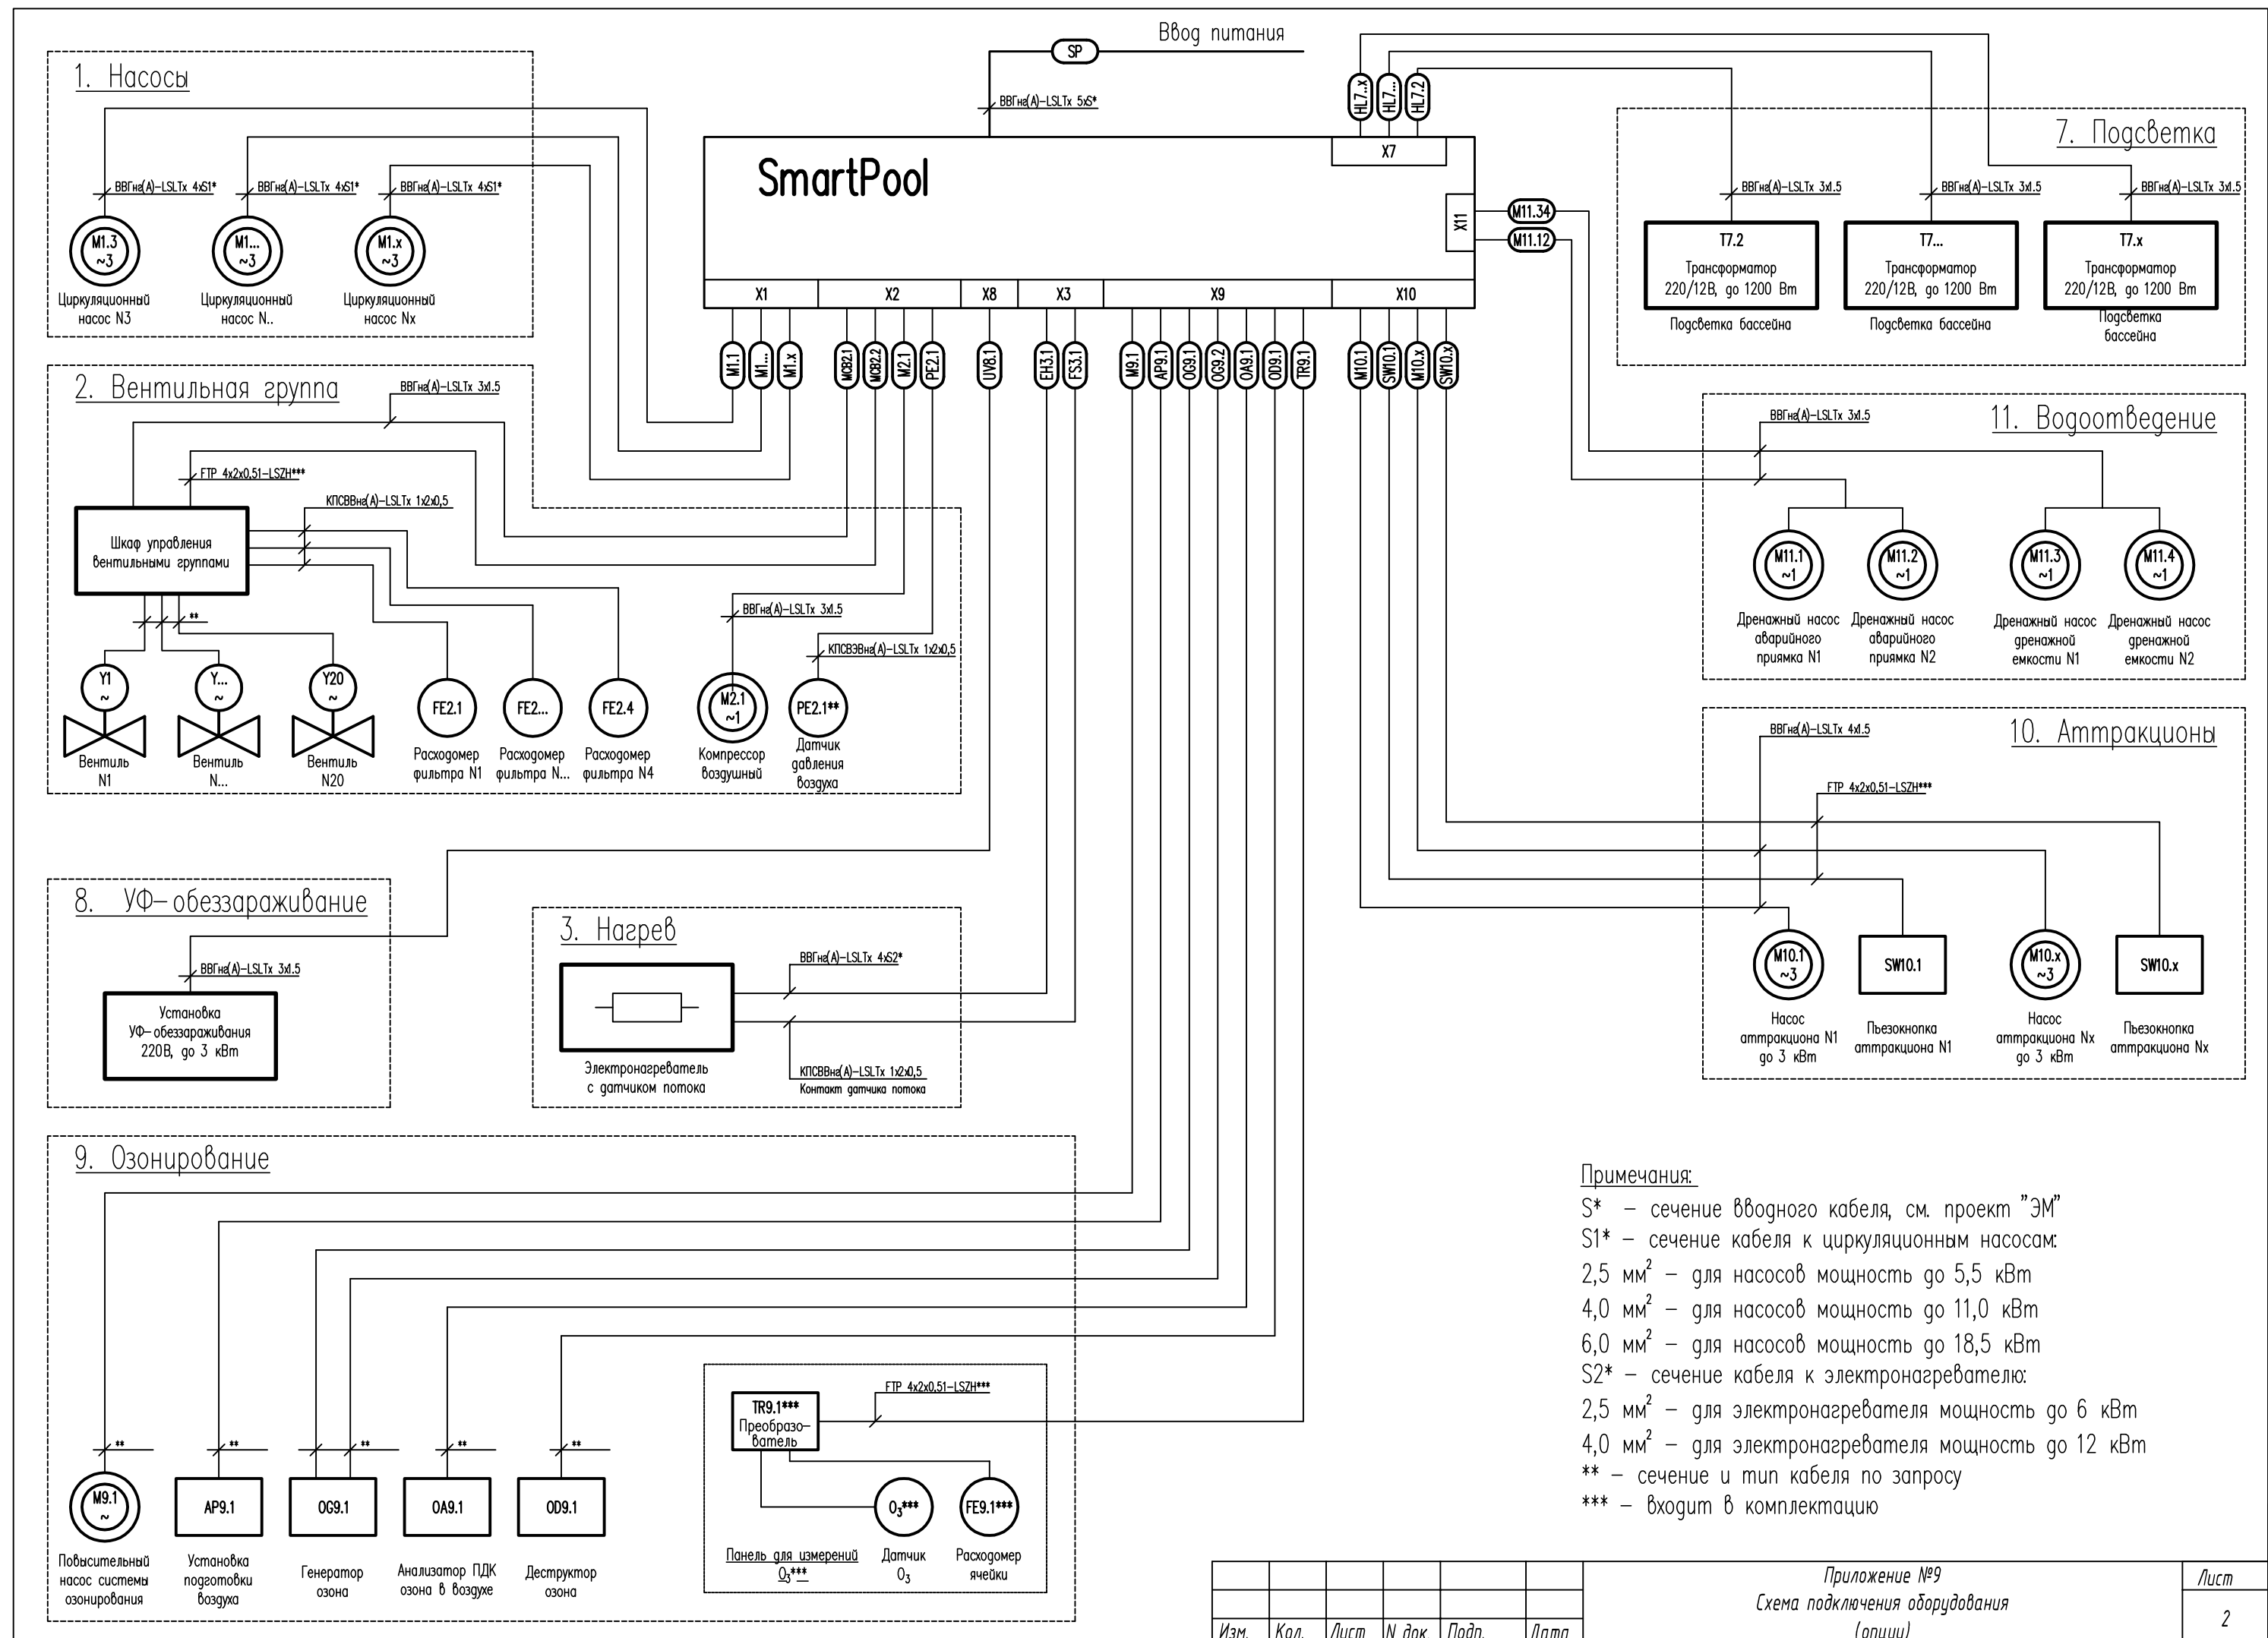 Ввод питания
SP
ВВГнг(А)-LSLTx 5xS*
HL7..x
HL7...
HL7.2
SmartPool
X7
X11
X1
X2
X8
X3
X9
X10
M11.34
M11.12
M1.1
M1...
M1.x
MCB2.1
MCB2.2
M2.1
PE2.1
UV8.1
EH3.1
FS3.1
M9.1
AP9.1
OG9.1
OG9.2
OA9.1
OD9.1
TR9.1
M10.1
SW10.1
M10.x
SW10.x
1. Насосы
ВВГнг(А)-LSLTx 4xS1*
ВВГнг(А)-LSLTx 4xS1*
ВВГнг(А)-LSLTx 4xS1*
M1.3
~3
M1...
~3
M1.x
~3
Циркуляционный
насос N3
Циркуляционный
насос N..
Циркуляционный
насос Nx
2. Вентильная группа
ВВГнг(А)-LSLTx 3x1.5
FTP 4x2x0,51-LSZH***
КПСВВнг(А)-LSLTx 1x2x0,5
Шкаф управления
вентильными группами
**
ВВГнг(А)-LSLTx 3x1.5
КПСВЭВнг(А)-LSLTx 1x2x0,5
Y1
~
Y...
~
Y20
~
FE2.1
FE2...
FE2.4
M2.1
~1
PE2.1**
Вентиль
N1
Вентиль
N...
Вентиль
N20
Расходомер
фильтра N1
Расходомер
фильтра N...
Расходомер
фильтра N4
Компрессор
воздушный
Датчик
давления
воздуха
8. УФ-обеззараживание
ВВГнг(А)-LSLTx 3x1.5
Установка
УФ-обеззараживания
220В, до 3 кВт
3. Нагрев
ВВГнг(А)-LSLTx 4xS2*
Электронагреватель
с датчиком потока
КПСВВнг(А)-LSLTx 1x2x0,5
Контакт датчика потока
9. Озонирование
**
**
**
**
**
M9.1
~
AP9.1
OG9.1
OA9.1
OD9.1
Повысительный
насос системы
озонирования
Установка
подготовки
воздуха
Генератор
озона
Анализатор ПДК
озона в воздухе
Деструктор
озона
FTP 4x2x0.51-LSZH***
TR9.1***
Преобразо-
ватель
O3***
FE9.1***
Панель для измерений
O3***
Датчик
O3
Расходомер
ячейки
7. Подсветка
ВВГнг(А)-LSLTx 3x1.5
ВВГнг(А)-LSLTx 3x1.5
ВВГнг(А)-LSLTx 3x1.5
T7.2
Трансформатор
220/12В, до 1200 Вт
T7...
Трансформатор
220/12В, до 1200 Вт
T7.x
Трансформатор
220/12В, до 1200 Вт
Подсветка бассейна
Подсветка бассейна
Подсветка
бассейна
11. Водоотведение
ВВГнг(А)-LSLTx 3x1.5
M11.1
~1
M11.2
~1
M11.3
~1
M11.4
~1
Дренажный насос
аварийного
приямка N1
Дренажный насос
аварийного
приямка N2
Дренажный насос
дренажной
емкости N1
Дренажный насос
дренажной
емкости N2
10. Аттракционы
ВВГнг(А)-LSLTx 4x1.5
FTP 4x2x0,51-LSZH***
M10.1
~3
SW10.1
M10.x
~3
SW10.x
Насос
аттракциона N1
до 3 кВт
Пьезокнопка
аттракциона N1
Насос
аттракциона Nx
до 3 кВт
Пьезокнопка
аттракциона Nx
Примечания:
S* – сечение вводного кабеля, см. проект "ЭМ"
S1* – сечение кабеля к циркуляционным насосам:
2,5 мм² – для насосов мощность до 5,5 кВт
4,0 мм² – для насосов мощность до 11,0 кВт
6,0 мм² – для насосов мощность до 18,5 кВт
S2* – сечение кабеля к электронагревателю:
2,5 мм² – для электронагревателя мощность до 6 кВт
4,0 мм² – для электронагревателя мощность до 12 кВт
** – сечение и тип кабеля по запросу
*** – входит в комплектацию
Приложение №9
Схема подключения оборудования
(опции)
Лист
2
Изм.
Кол.
Лист
N док
Подп.
Дата